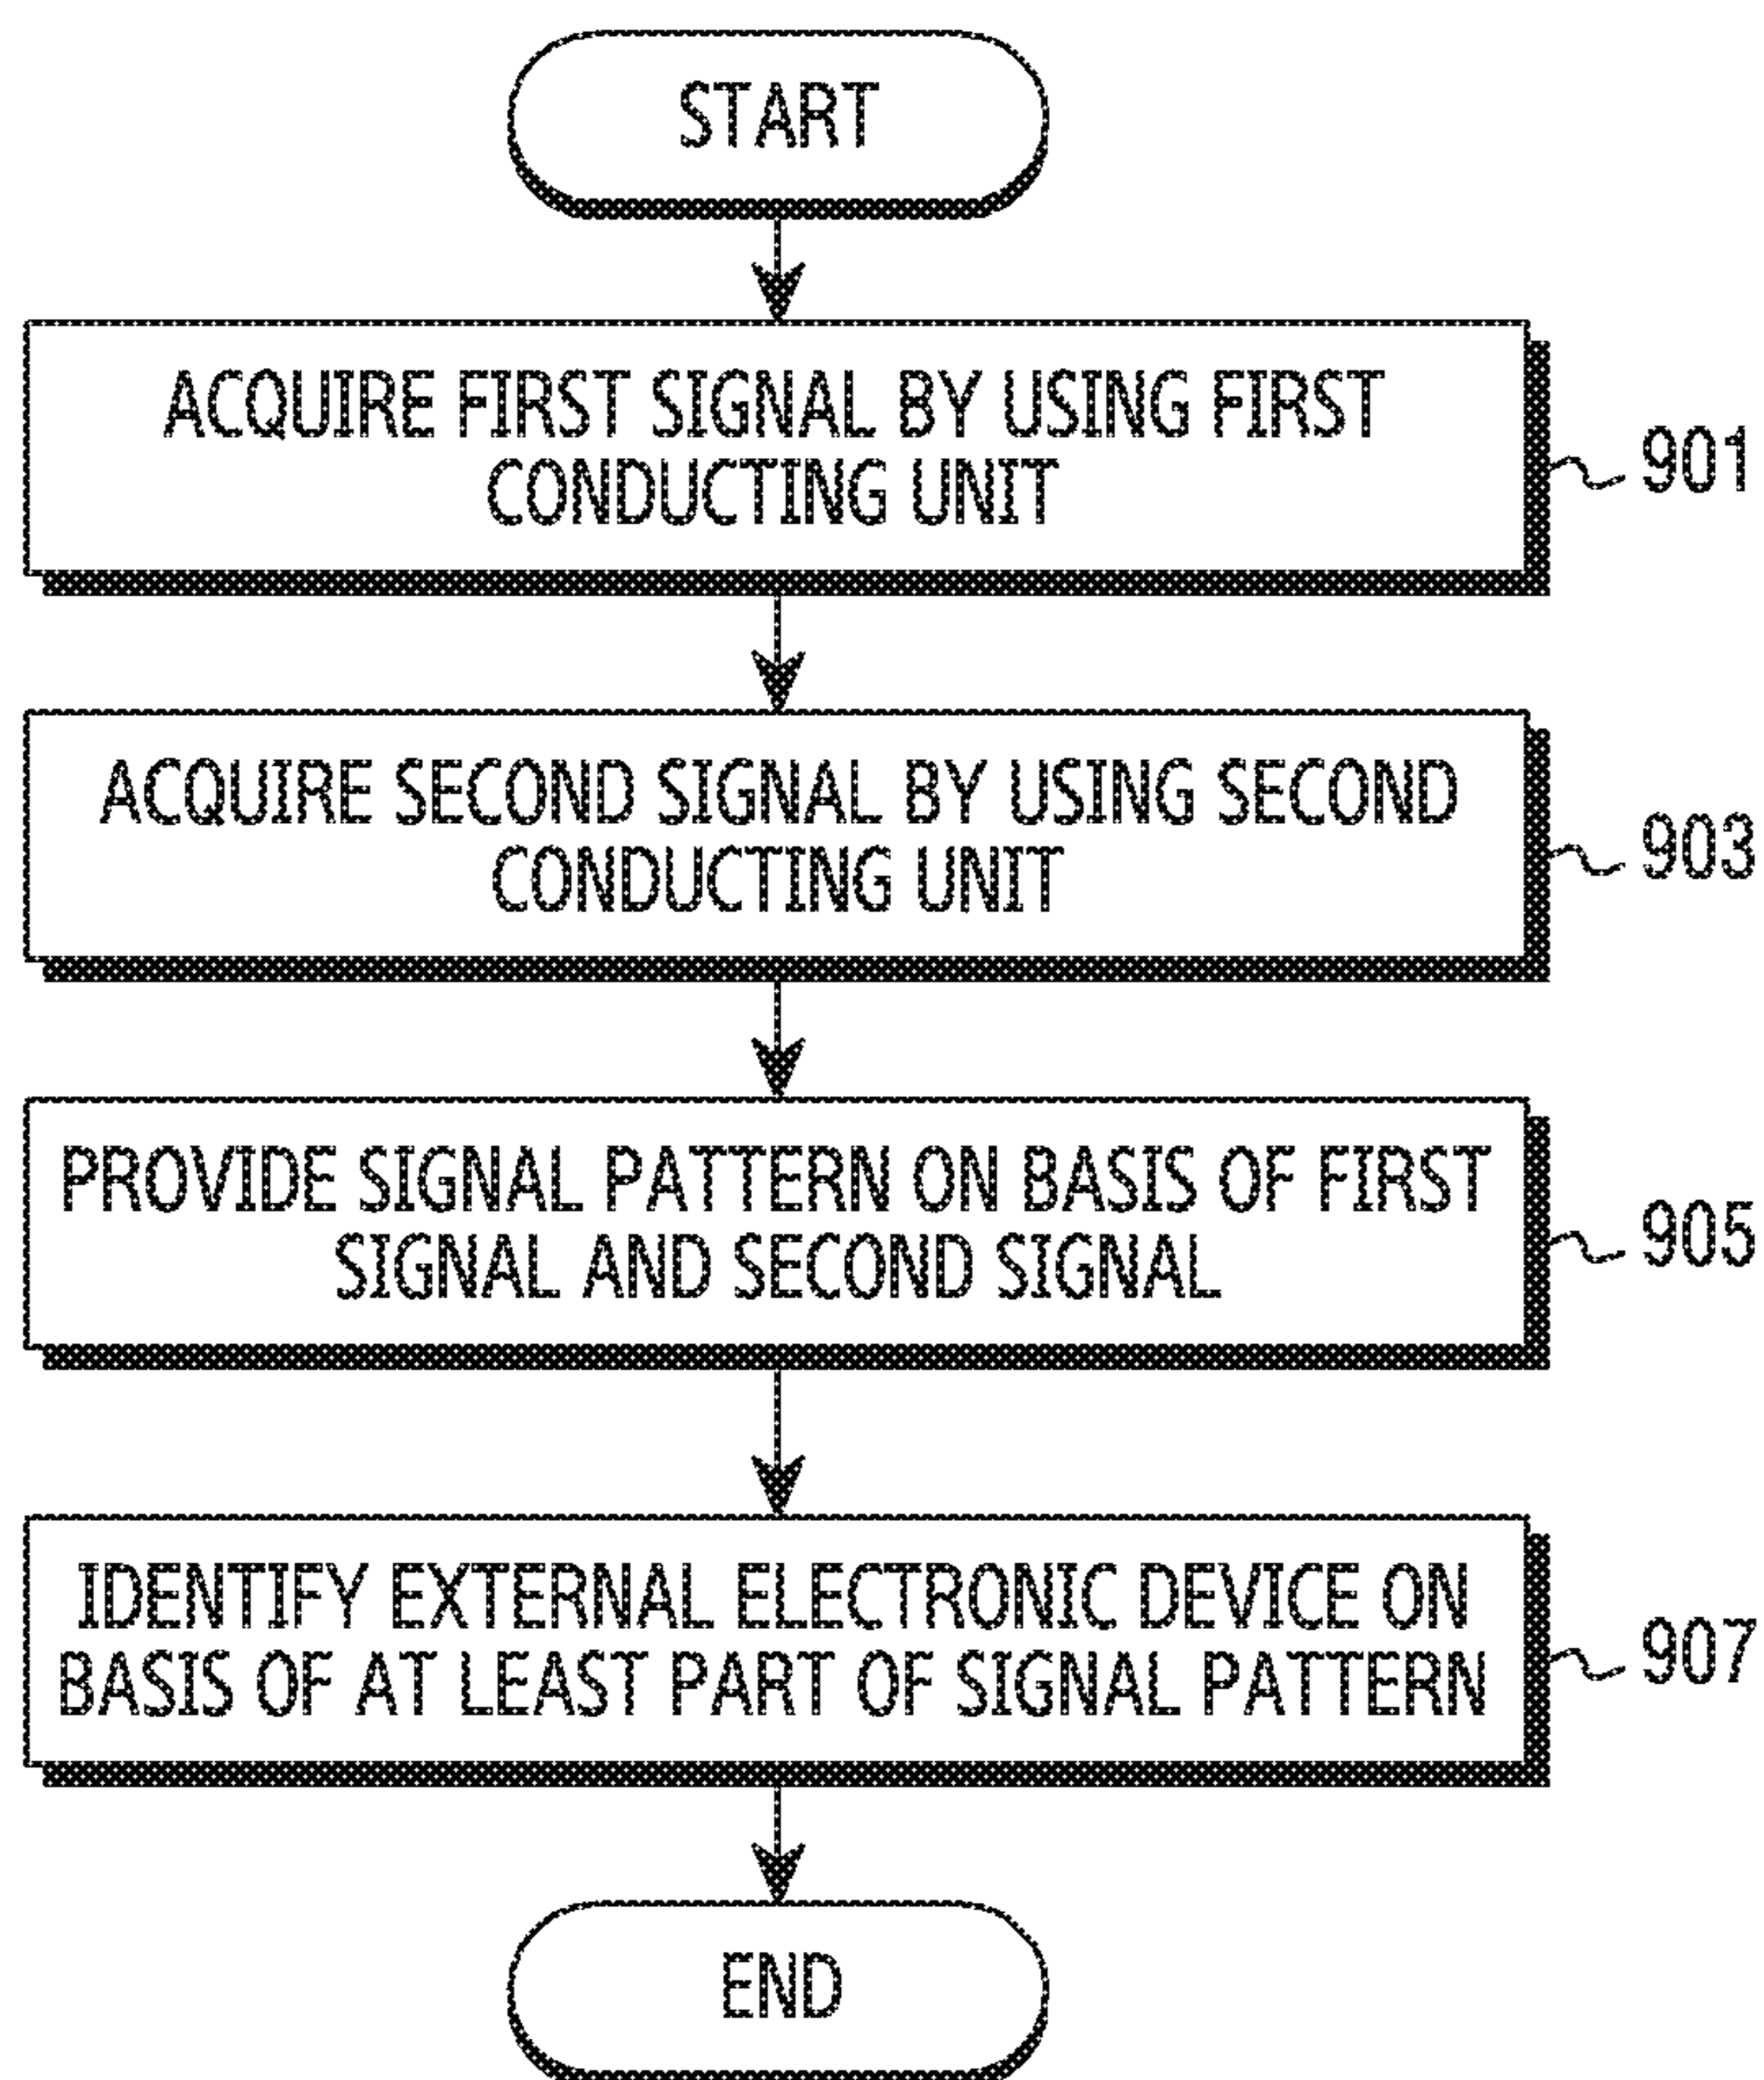 START
ACQUIRE FIRST SIGNAL BY USING FIRST
CONDUCTING UNIT
901
ACQUIRE SECOND SIGNAL BY USING SECOND
CONDUCTING UNIT
903
PROVIDE SIGNAL PATTERN ON BASIS OF FIRST
SIGNAL AND SECOND SIGNAL
905
IDENTIFY EXTERNAL ELECTRONIC DEVICE ON
BASIS OF AT LEAST PART OF SIGNAL PATTERN
907
END